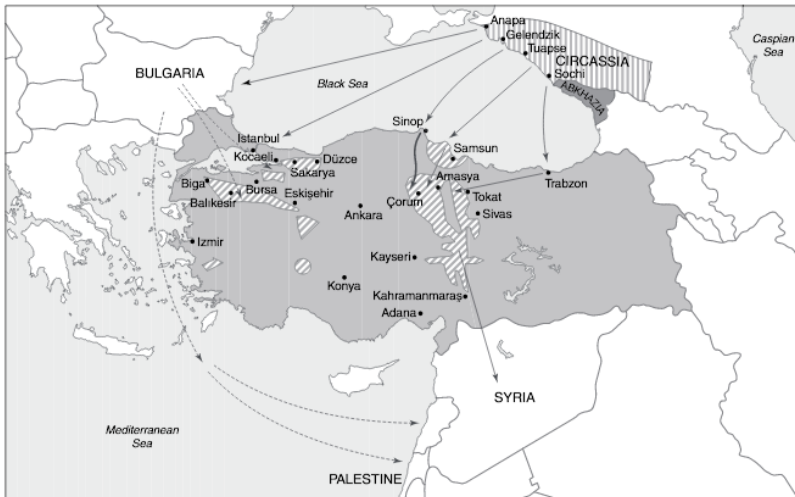 Anapa
Gelendzik
Tuapse
CIRCASSIA
Sochi
ABKHAZIA
Caspian
Sea
BULGARIA
Black Sea
Sinop
Samsun
Trabzon
Istanbul
Kocaeli
Düzce
Sakarya
Biga
Bursa
Eskişehir
Balıkesir
Ankara
Amasya
Çorum
Tokat
Sivas
Izmir
Kayseri
Konya
Kahramanmaraş
Adana
SYRIA
Mediterranean
Sea
PALESTINE